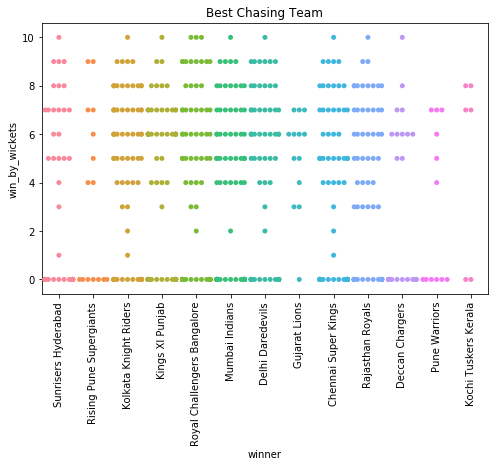 Best Chasing Team
win_by_wickets
10
8
6
4
2
0
Sunrisers Hyderabad
Rising Pune Supergiants
Kolkata Knight Riders
Kings XI Punjab
Royal Challengers Bangalore
Mumbai Indians
Delhi Daredevils
Gujarat Lions
Chennai Super Kings
Rajasthan Royals
Deccan Chargers
Pune Warriors
Kochi Tuskers Kerala
winner